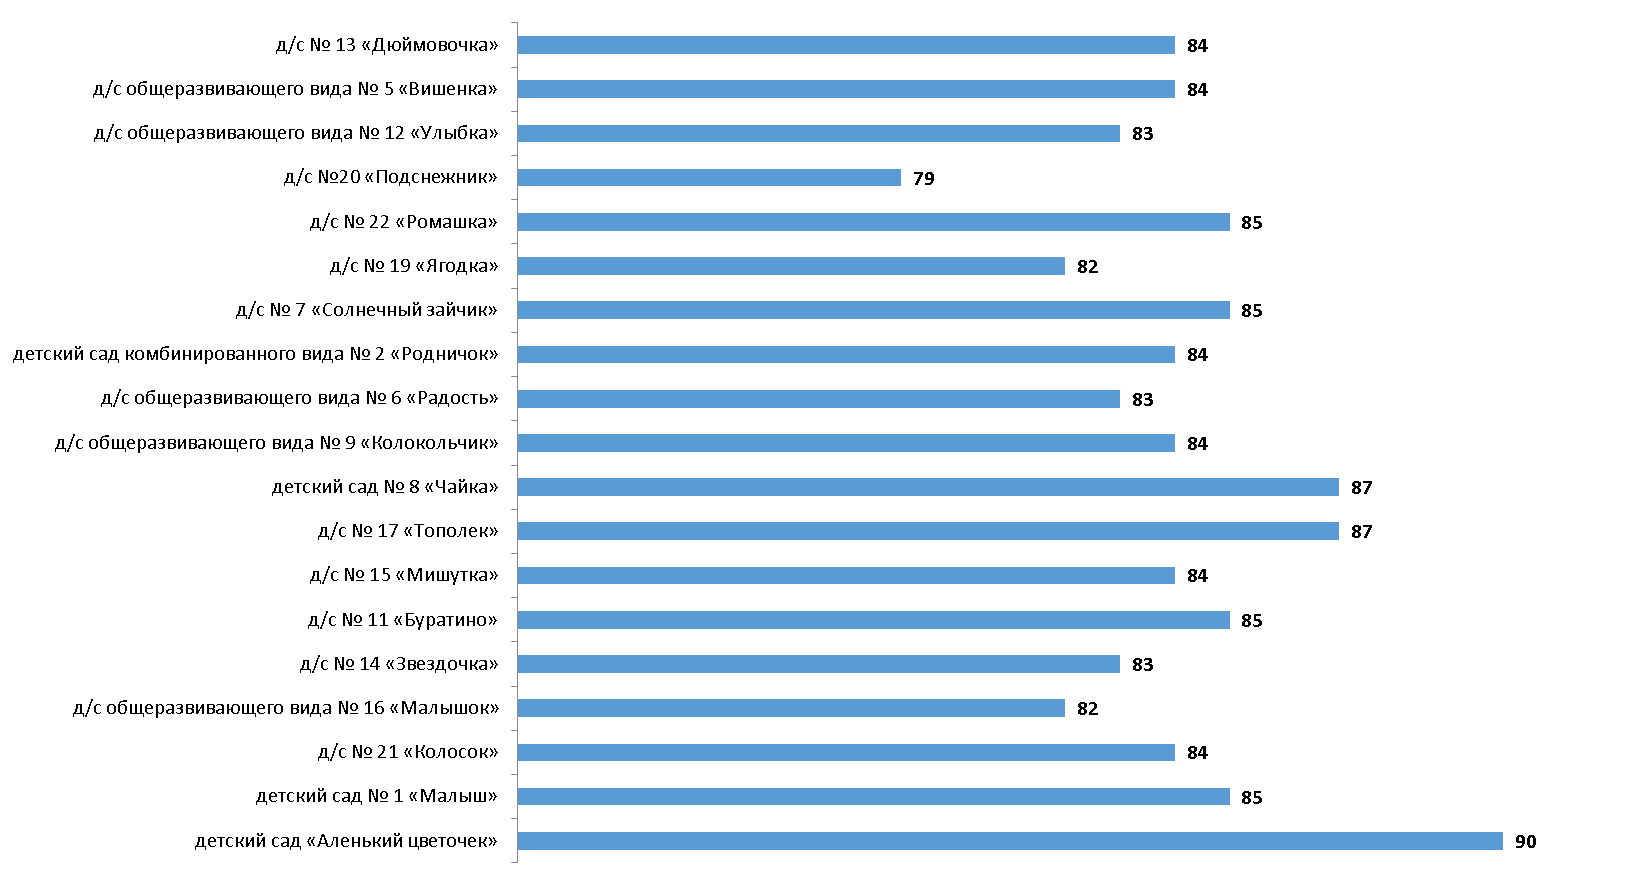 д/с № 13 «Дюймовочка» 84
д/с общеразвивающего вида № 5 «Вишенка» 84
д/с общеразвивающего вида № 12 «Улыбка» 83
д/с №20 «Подснежник» 79
д/с № 22 «Ромашка» 85
д/с № 19 «Ягодка» 82
д/с № 7 «Солнечный зайчик» 85
детский сад комбинированного вида № 2 «Родничок» 84
д/с общеразвивающего вида № 6 «Радость» 83
д/с общеразвивающего вида № 9 «Колокольчик» 84
детский сад № 8 «Чайка» 87
д/с № 17 «Тополек» 87
д/с № 15 «Мишутка» 84
д/с № 11 «Буратино» 85
д/с № 14 «Звездочка» 83
д/с общеразвивающего вида № 16 «Малышок» 82
д/с № 21 «Колосок» 84
детский сад № 1 «Малыш» 85
детский сад «Аленький цветочек» 90